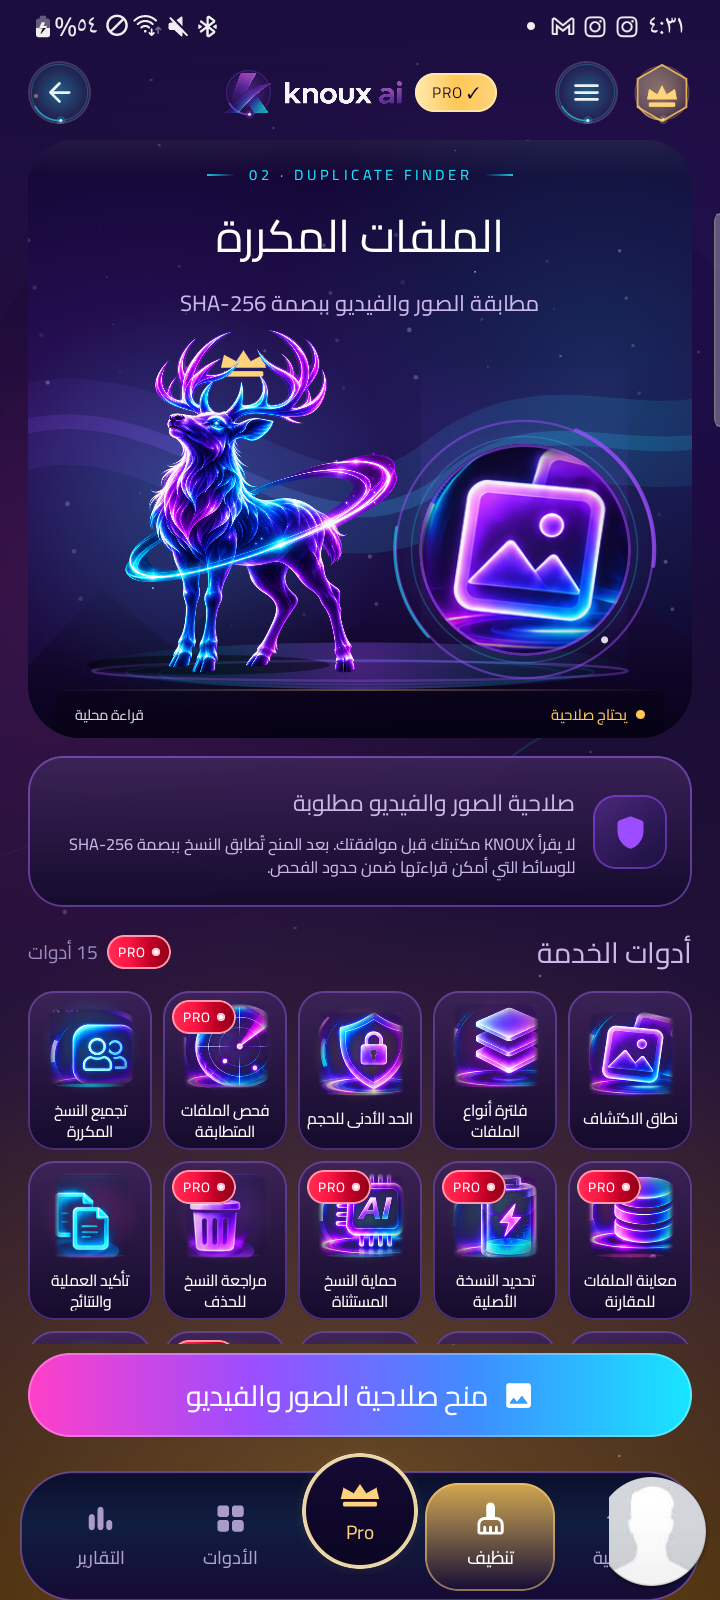 %٥٤
٤:٣١
knoux ai
PRO ✓
02 · DUPLICATE FINDER
الملفات المكررة
مطابقة الصور والفيديو ببصمة SHA-256
يحتاج صلاحية
قراءة محلية
صلاحية الصور والفيديو مطلوبة
لا يقرأ KNOUX مكتبتك قبل موافقتك. بعد المنح تُطابق النسخ ببصمة SHA-256
للوسائط التي أمكن قراءتها ضمن حدود الفحص.
أدوات الخدمة
PRO
15 أدوات
نطاق الاكتشاف
فلترة أنواع
الملفات
الحد الأدنى للحجم
PRO
فحص الملفات
المتطابقة
تجميع النسخ
المكررة
PRO
معاينة الملفات
للمقارنة
PRO
تحديد النسخة
الأصلية
PRO
AI
حماية النسخ
المستثناة
PRO
مراجعة النسخ
للحذف
تأكيد العملية
والنتائج
منح صلاحية الصور والفيديو
تنظيف
Pro
الأدوات
التقارير